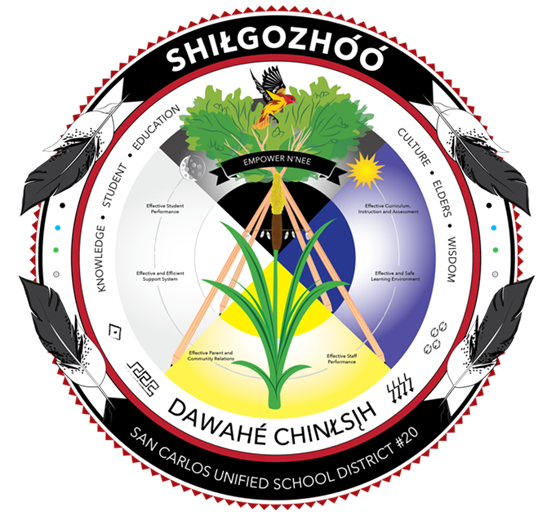 SHIŁGOZHÓÓ
KNOWLEDGE • STUDENT • EDUCATION
CULTURE • ELDERS • WISDOM
EMPOWER N'NEE
Effective Student
Performance
Effective Curriculum,
Instruction and Assessment
Effective and Efficient
Support System
Effective and Safe
Learning Environment
Effective Parent and
Community Relations
Effective Staff
Performance
DAWAHÉ CHINŁSĮH
SAN CARLOS UNIFIED SCHOOL DISTRICT #20